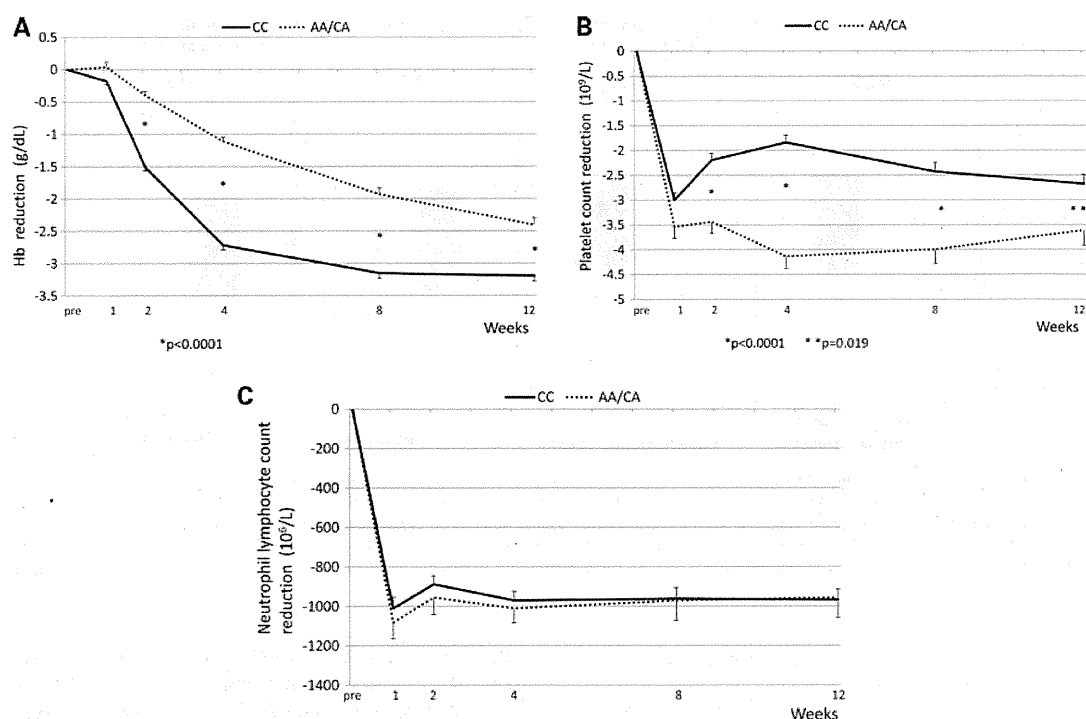 A
CC AA/CA
Hb reduction (g/dL)
0.5
0
-0.5
-1
-1.5
-2
-2.5
-3
-3.5
*
*
*
*
pre 1 2 4 8 12
Weeks
*p<0.0001
B
CC AA/CA
Platelet count reduction (10⁹/L)
0
-0.5
-1
-1.5
-2
-2.5
-3
-3.5
-4
-4.5
-5
*
*
*
* *
pre 1 2 4 8 12
Weeks
*p<0.0001 * *p=0.019
C
CC AA/CA
Neutrophil lymphocyte count
reduction (10⁶/L)
0
-200
-400
-600
-800
-1000
-1200
-1400
pre 1 2 4 8 12
Weeks